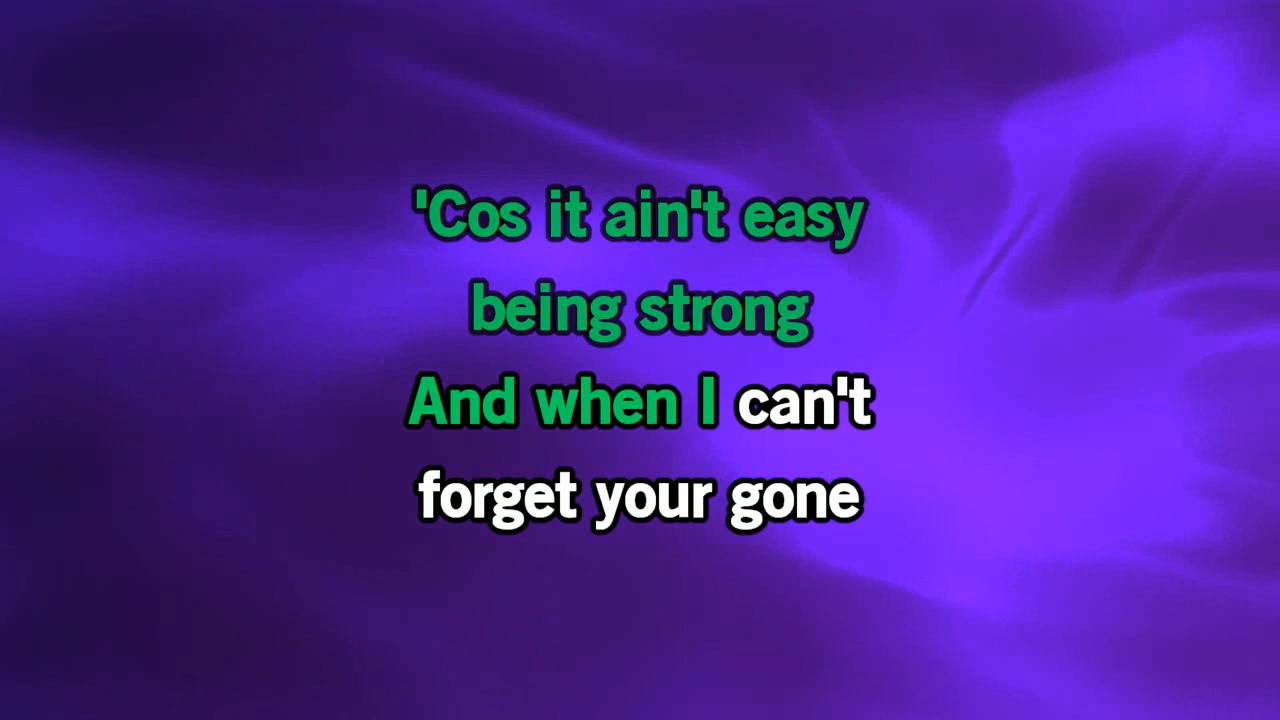 'Cos it ain't easy
being strong
And when I can't
forget your gone